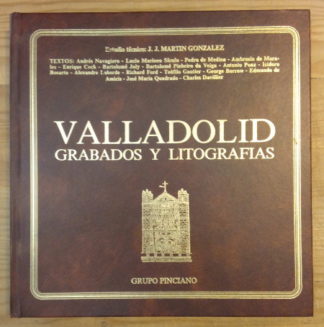 Estudio técnico: J. J. MARTIN GONZALEZ
TEXTOS: Andrés Navagiero - Lucio Marineo Sículo - Pedro de Medina - Ambrosio de Mora-
les - Enrique Cock - Bartolomé Joly - Bartolomé Pinheiro da Veiga - Antonio Ponz - Isidoro
Bosarte - Alexandre Laborde - Richard Ford - Teófilo Gautier - George Borrow - Edmundo de
Amicis - José María Quadrado - Charles Davillier
VALLADOLID
GRABADOS Y LITOGRAFIAS
GRUPO PINCIANO